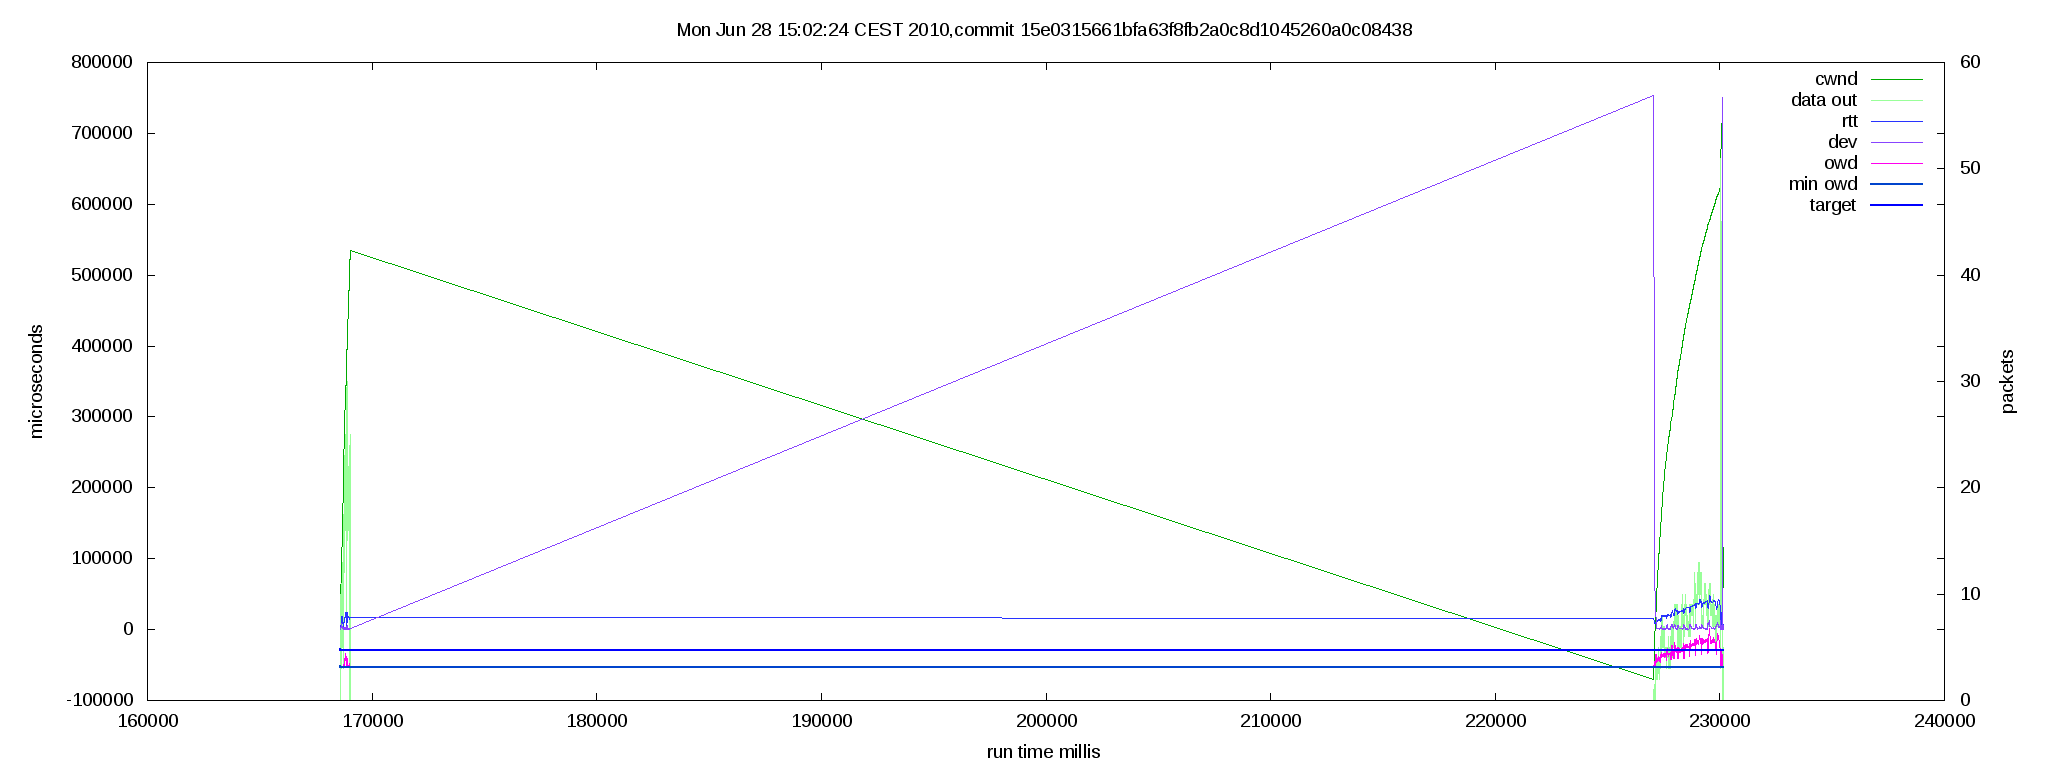 Mon Jun 28 15:02:24 CEST 2010,commit 15e0315661bfa63f8fb2a0c8d1045260a0c08438
800000
700000
600000
500000
400000
300000
200000
100000
0
-100000
microseconds
60
50
40
30
20
10
0
packets
cwnd
data out
rtt
dev
owd
min owd
target
160000 170000 180000 190000 200000 210000 220000 230000 240000
run time millis